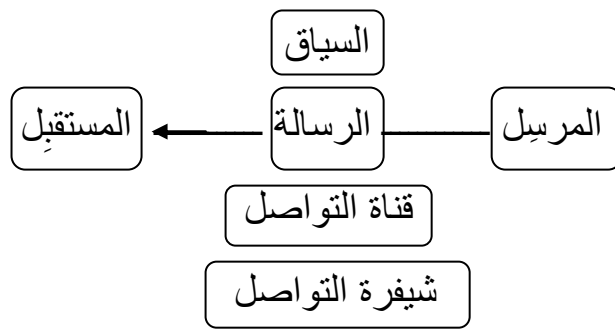 السياق
المرسِل
الرسالة
المستقبِل
قناة التواصل
شيفرة التواصل